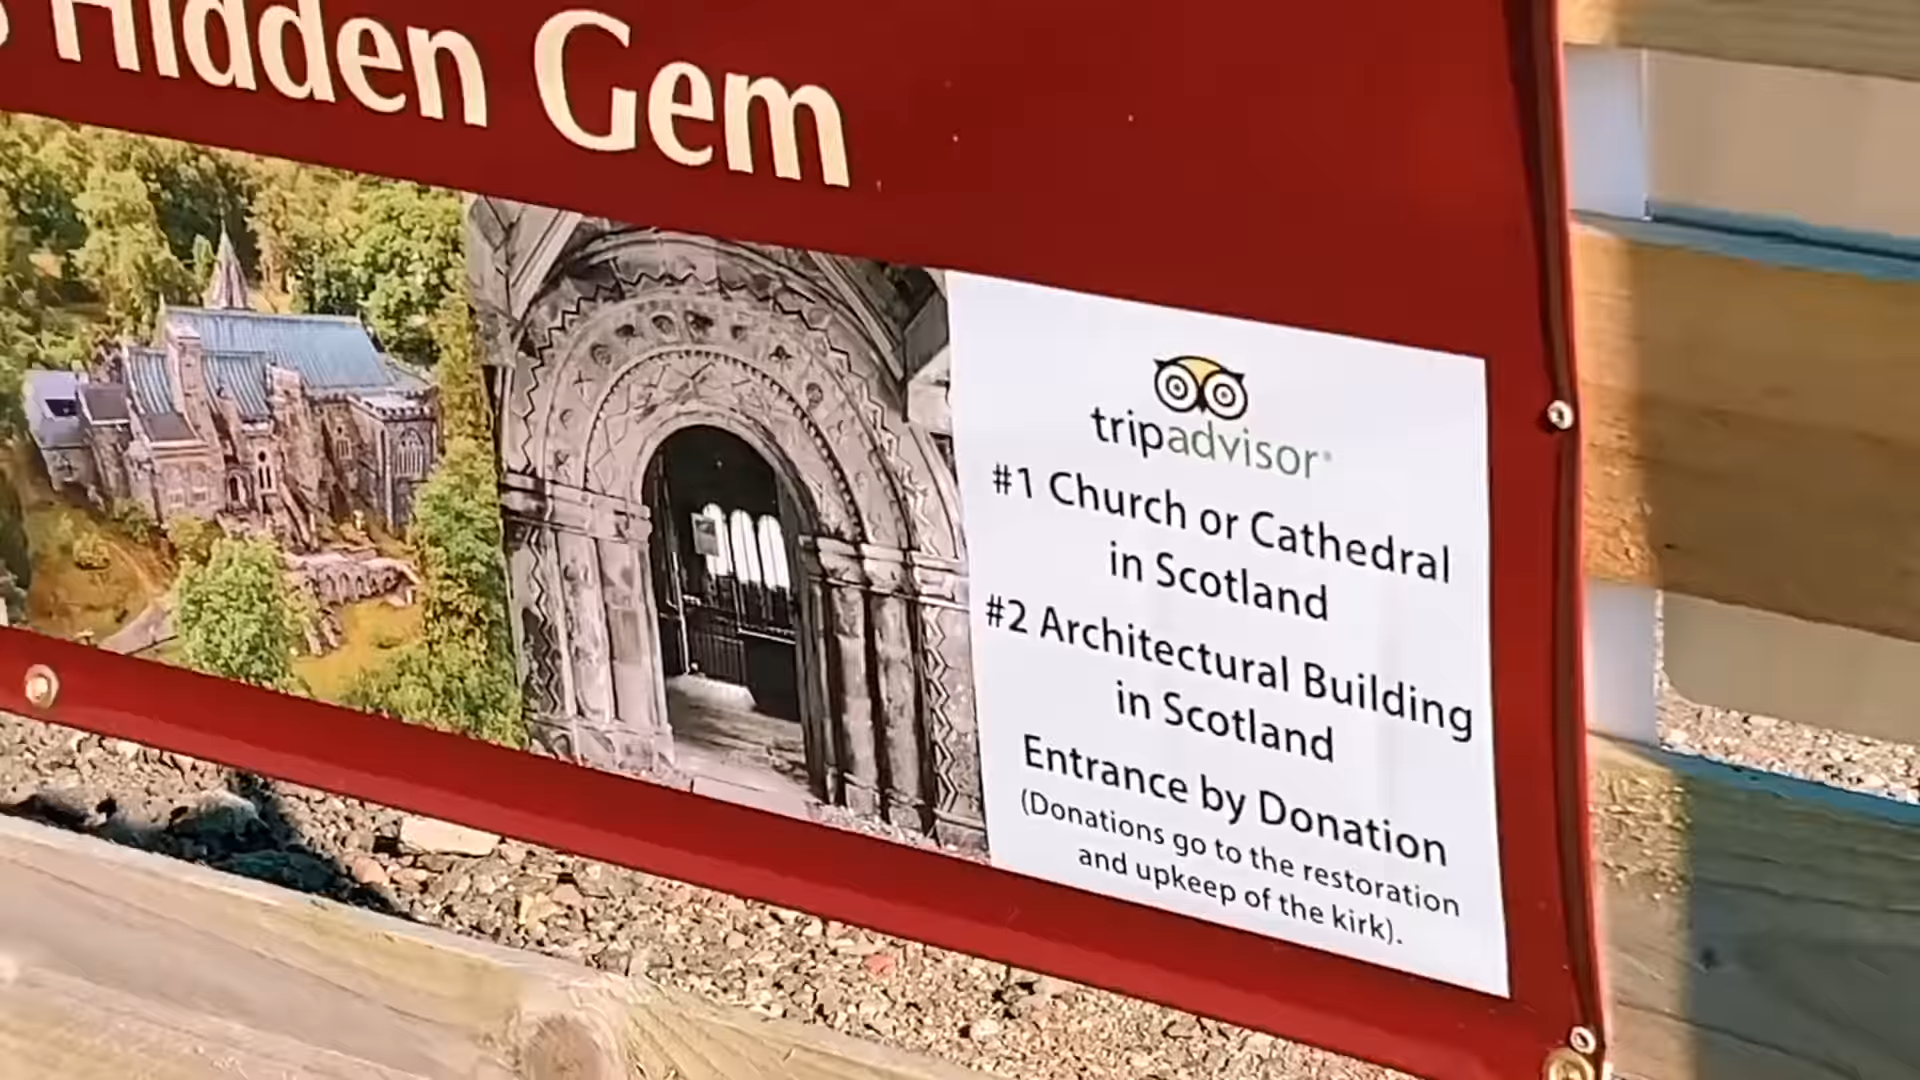 Hidden Gem
tripadvisor®
#1 Church or Cathedral
in Scotland
#2 Architectural Building
in Scotland
Entrance by Donation
(Donations go to the restoration
and upkeep of the kirk).